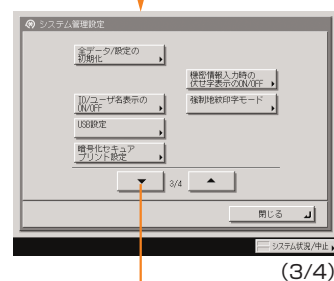 システム管理設定
全データ/設定の
初期化
機密情報入力時の
伏せ字表示のON/OFF
ID/ユーザ名表示の
ON/OFF
強制地紋印字モード
USB設定
暗号化セキュア
プリント設定
3/4
閉じる
システム状況/中止
(3/4)